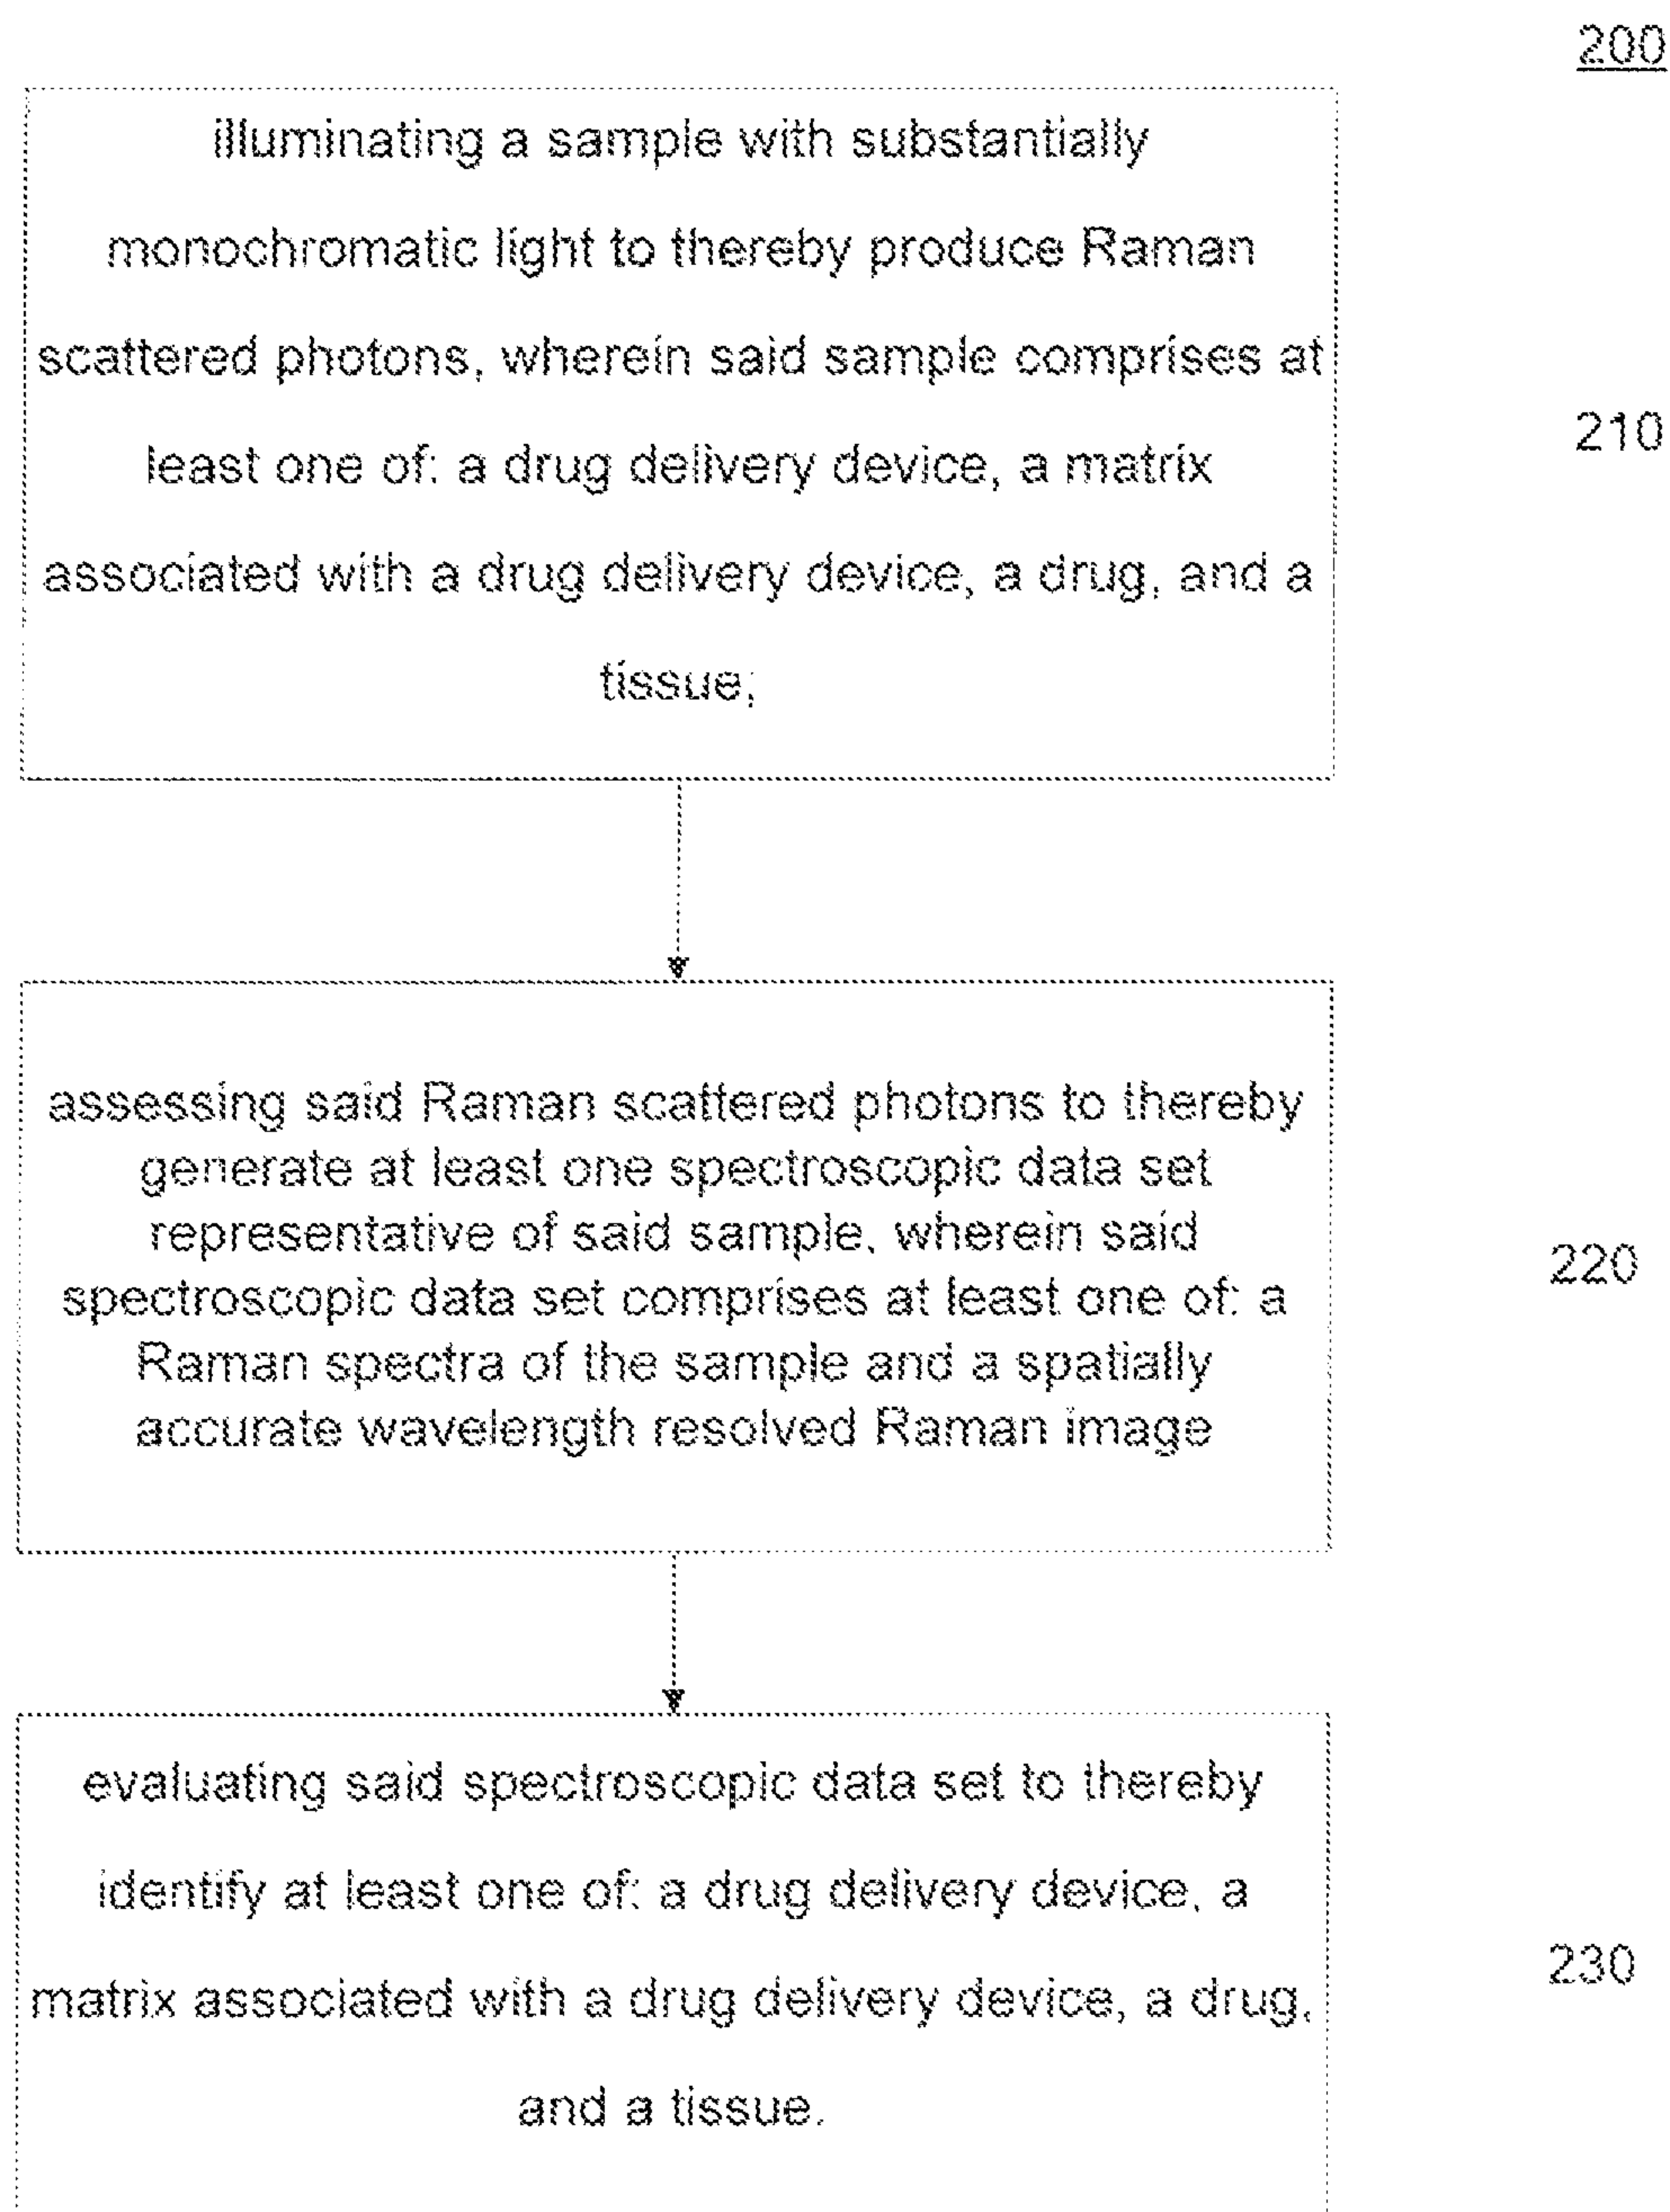 200
illuminating a sample with substantially
monochromatic light to thereby produce Raman
scattered photons, wherein said sample comprises at
least one of: a drug delivery device, a matrix
associated with a drug delivery device, a drug, and a
tissue;
210
assessing said Raman scattered photons to thereby
generate at least one spectroscopic data set
representative of said sample, wherein said
spectroscopic data set comprises at least one of: a
Raman spectra of the sample and a spatially
accurate wavelength resolved Raman image
220
evaluating said spectroscopic data set to thereby
identify at least one of: a drug delivery device, a
matrix associated with a drug delivery device, a drug,
and a tissue.
230